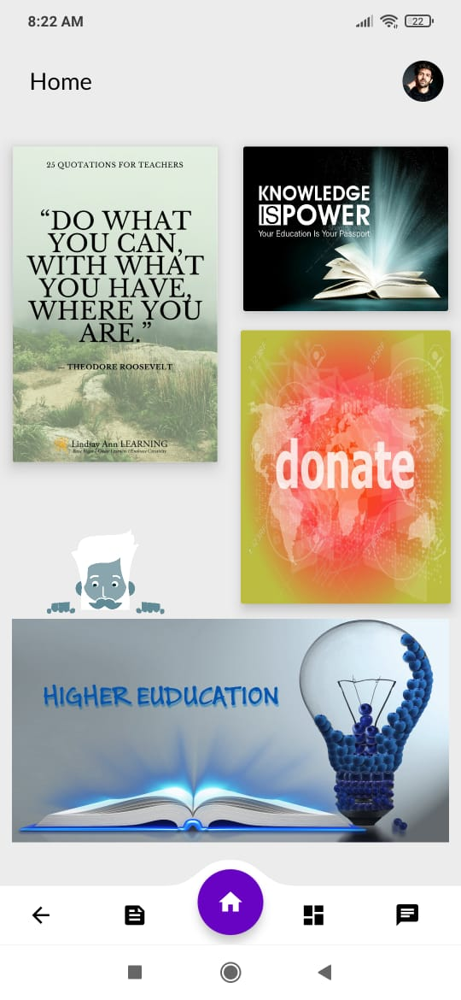 8:22 AM
22
Home
25 QUOTATIONS FOR TEACHERS
“DO WHAT
YOU CAN,
WITH WHAT
YOU HAVE,
WHERE YOU
ARE.”
— THEODORE ROOSEVELT
Lindsay Ann LEARNING
KNOWLEDGE
IS POWER
Your Education Is Your Passport
donate
HIGHER EUDUCATION